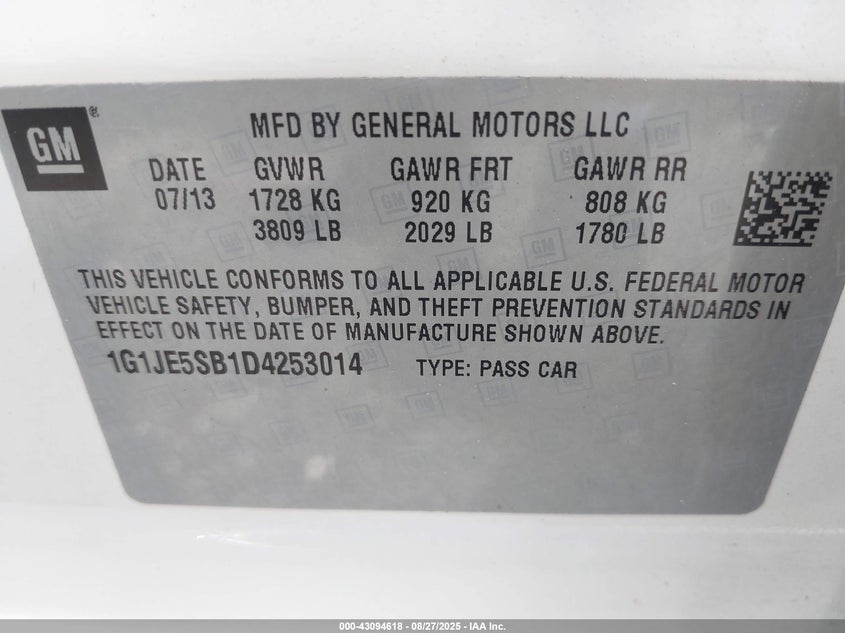 GM
MFD BY GENERAL MOTORS LLC
DATE GVWR GAWR FRT GAWR RR
07/13 1728 KG 920 KG 808 KG
3809 LB 2029 LB 1780 LB
THIS VEHICLE CONFORMS TO ALL APPLICABLE U.S. FEDERAL MOTOR
VEHICLE SAFETY, BUMPER, AND THEFT PREVENTION STANDARDS IN
EFFECT ON THE DATE OF MANUFACTURE SHOWN ABOVE.
1G1JE5SB1D4253014 TYPE: PASS CAR
000-43094618 - 08/27/2025 - IAA Inc.